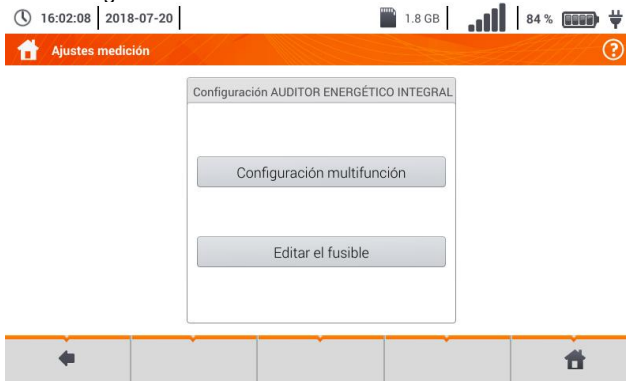 16:02:08 2018-07-20 1.8 GB 84 %
Ajustes medición ?
Configuración AUDITOR ENERGÉTICO INTEGRAL
Configuración multifunción
Editar el fusible